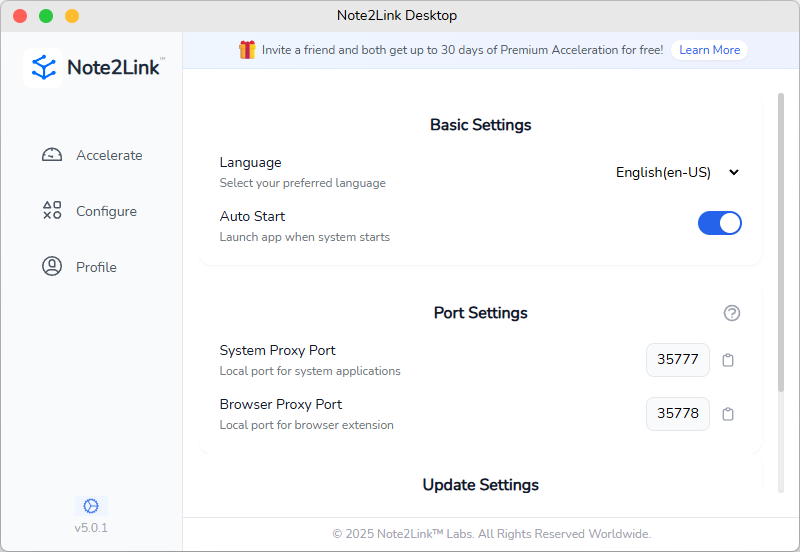 Note2Link Desktop
Note2Link™
Invite a friend and both get up to 30 days of Premium Acceleration for free! Learn More
Accelerate
Configure
Profile
v5.0.1
Basic Settings
Language
Select your preferred language
English(en-US)
Auto Start
Launch app when system starts
Port Settings
System Proxy Port
Local port for system applications
35777
Browser Proxy Port
Local port for browser extension
35778
Update Settings
© 2025 Note2Link™ Labs. All Rights Reserved Worldwide.